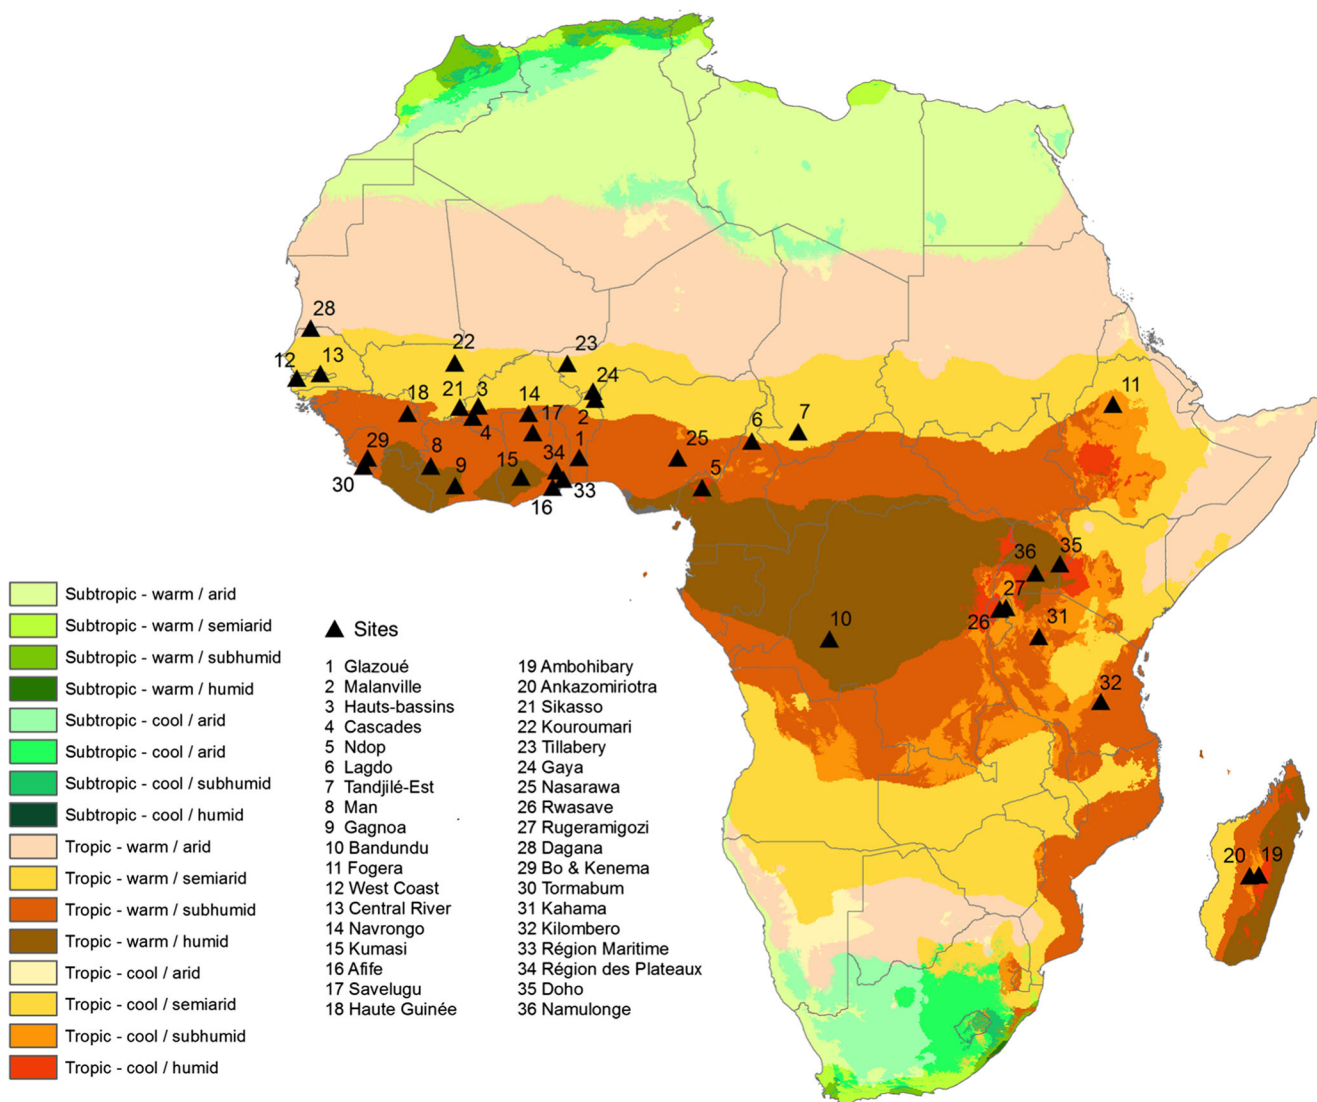 28
12
13
22
23
24
18
21
3
4
14
17
2
1
6
7
11
29
30
8
9
15
34
16
33
25
5
36
35
27
26
31
10
32
20
19
Subtropic - warm / arid
Subtropic - warm / semiarid
Subtropic - warm / subhumid
Subtropic - warm / humid
Subtropic - cool / arid
Subtropic - cool / arid
Subtropic - cool / subhumid
Subtropic - cool / humid
Tropic - warm / arid
Tropic - warm / semiarid
Tropic - warm / subhumid
Tropic - warm / humid
Tropic - cool / arid
Tropic - cool / semiarid
Tropic - cool / subhumid
Tropic - cool / humid
Sites
1 Glazoué
2 Malanville
3 Hauts-bassins
4 Cascades
5 Ndop
6 Lagdo
7 Tandjilé-Est
8 Man
9 Gagnoa
10 Bandundu
11 Fogera
12 West Coast
13 Central River
14 Navrongo
15 Kumasi
16 Afife
17 Savelugu
18 Haute Guinée
19 Ambohibary
20 Ankazomiriotra
21 Sikasso
22 Kouroumari
23 Tillabery
24 Gaya
25 Nasarawa
26 Rwasave
27 Rugeramigozi
28 Dagana
29 Bo & Kenema
30 Tormabum
31 Kahama
32 Kilombero
33 Région Maritime
34 Région des Plateaux
35 Doho
36 Namulonge